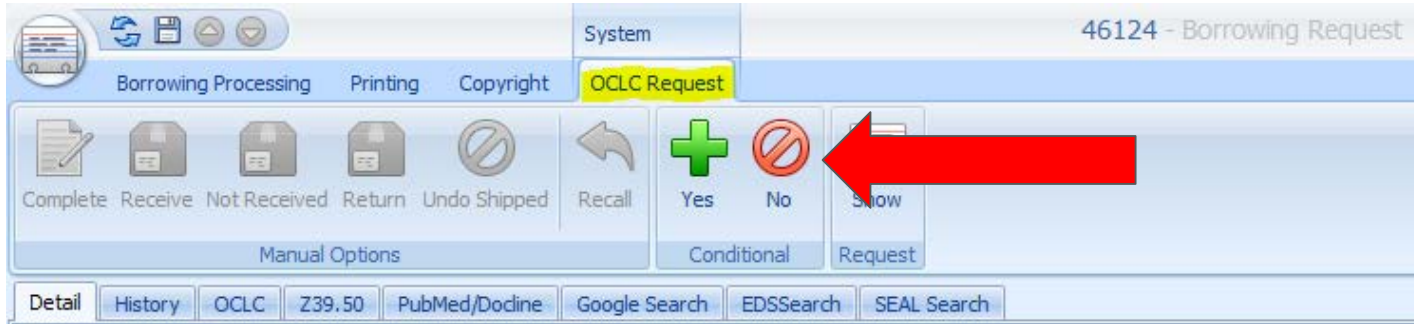 System
46124 - Borrowing Request
Borrowing Processing Printing Copyright OCLC Request
Complete Receive Not Received Return Undo Shipped Recall Yes No Show
Manual Options Conditional Request
Detail History OCLC Z39.50 PubMed/Docline Google Search EDSSearch SEAL Search